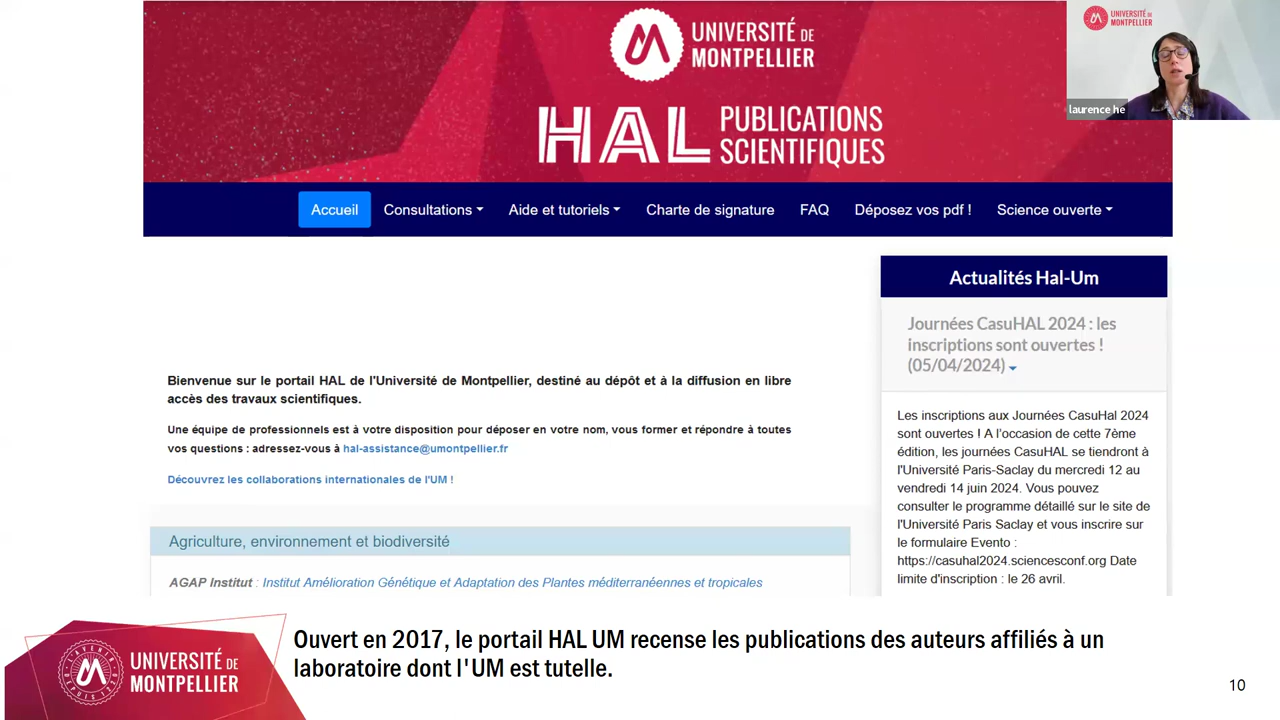 UNIVERSITÉ DE
MONTPELLIER
HAL PUBLICATIONS
SCIENTIFIQUES
UNIVERSITÉ DE
MONTPELLIER
laurence he
Accueil Consultations Aide et tutoriels Charte de signature FAQ Déposez vos pdf ! Science ouverte
Bienvenue sur le portail HAL de l'Université de Montpellier, destiné au dépôt et à la diffusion en libre
accès des travaux scientifiques.
Une équipe de professionnels est à votre disposition pour déposer en votre nom, vous former et répondre à toutes
vos questions : adressez-vous à hal-assistance@umontpellier.fr
Découvrez les collaborations internationales de l'UM !
Agriculture, environnement et biodiversité
AGAP Institut : Institut Amélioration Génétique et Adaptation des Plantes méditerranéennes et tropicales
Actualités Hal-Um
Journées CasuHAL 2024 : les
inscriptions sont ouvertes !
(05/04/2024)
Les inscriptions aux Journées CasuHal 2024
sont ouvertes ! A l'occasion de cette 7ème
édition, les journées CasuHAL se tiendront à
l'Université Paris-Saclay du mercredi 12 au
vendredi 14 juin 2024. Vous pouvez
consulter le programme détaillé sur le site de
l'Université Paris Saclay et vous inscrire sur
le formulaire Evento :
https://casuhal2024.sciencesconf.org Date
limite d'inscription : le 26 avril.
UNIVERSITÉ DE
MONTPELLIER
Ouvert en 2017, le portail HAL UM recense les publications des auteurs affiliés à un
laboratoire dont l'UM est tutelle.
10